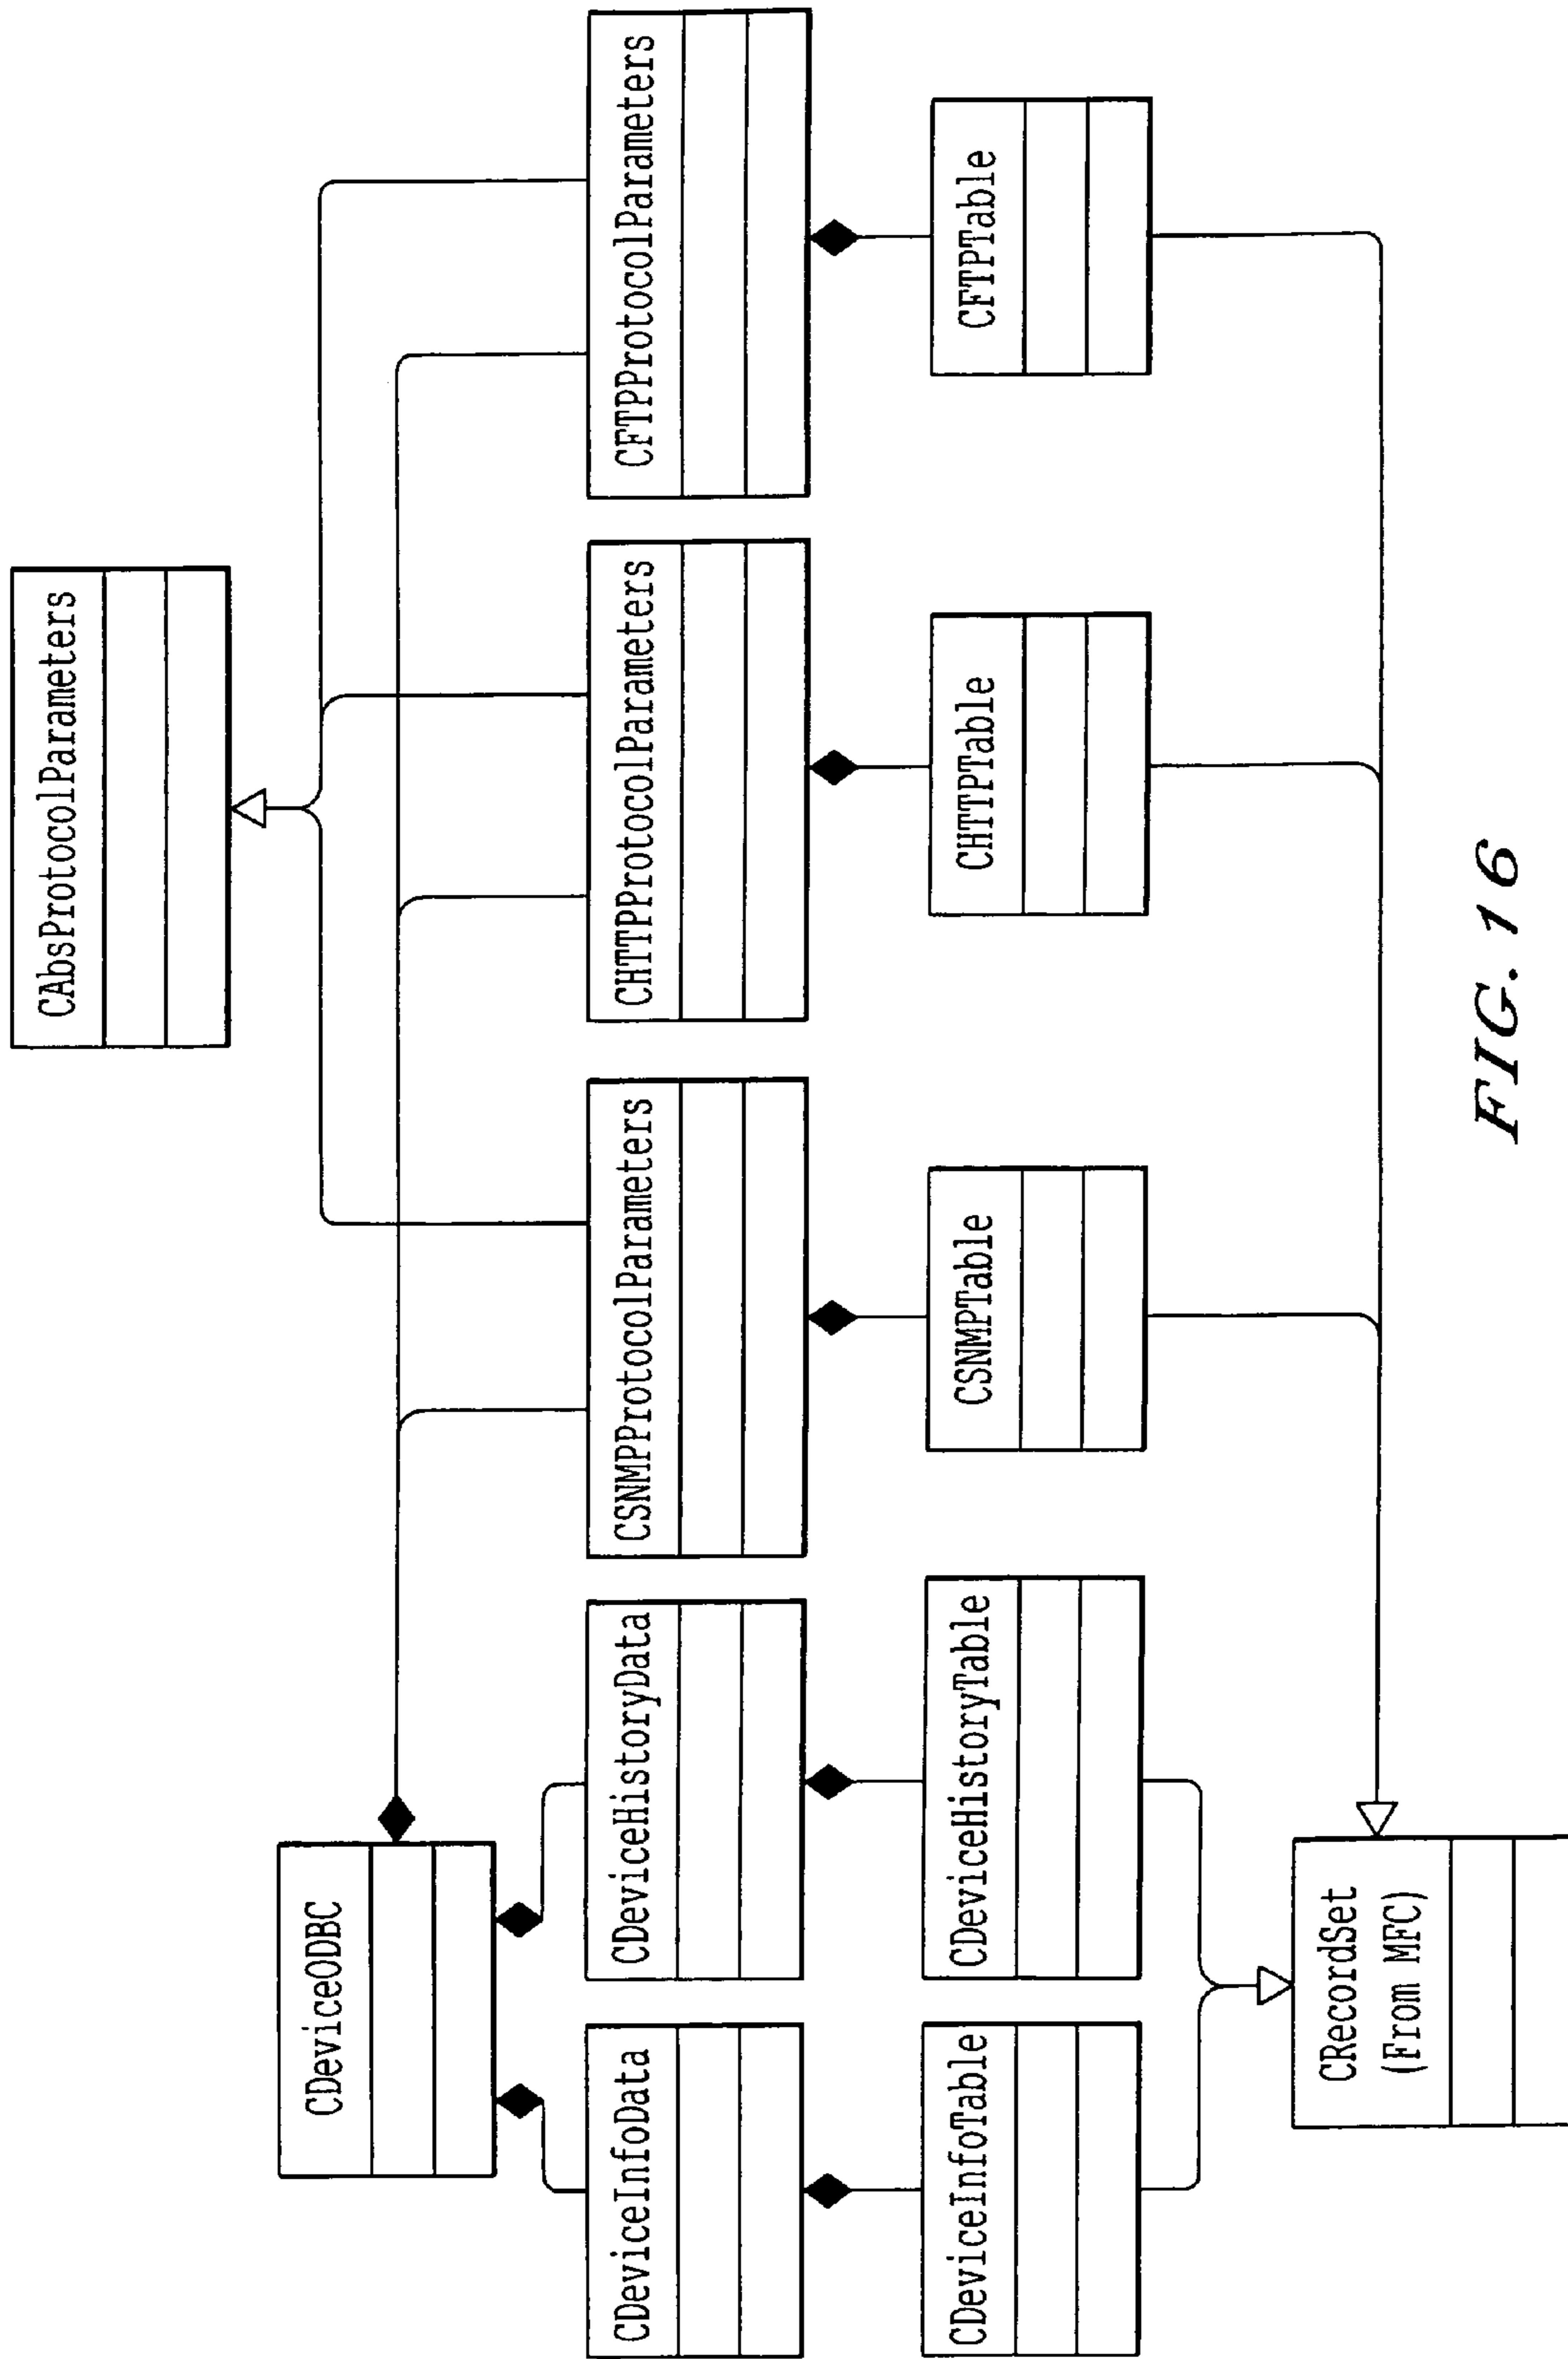 CAbsProtocolParameters
CDeviceODBC
CDeviceInfoData
CDeviceHistoryData
CSNMPProtocolParameters
CHTTPProtocolParameters
CFTPProtocolParameters
CDeviceInfoTable
CDeviceHistoryTable
CSNMPTable
CHTTPTable
CFTPTable
CRecordSet
(From MFC)
FIG. 16